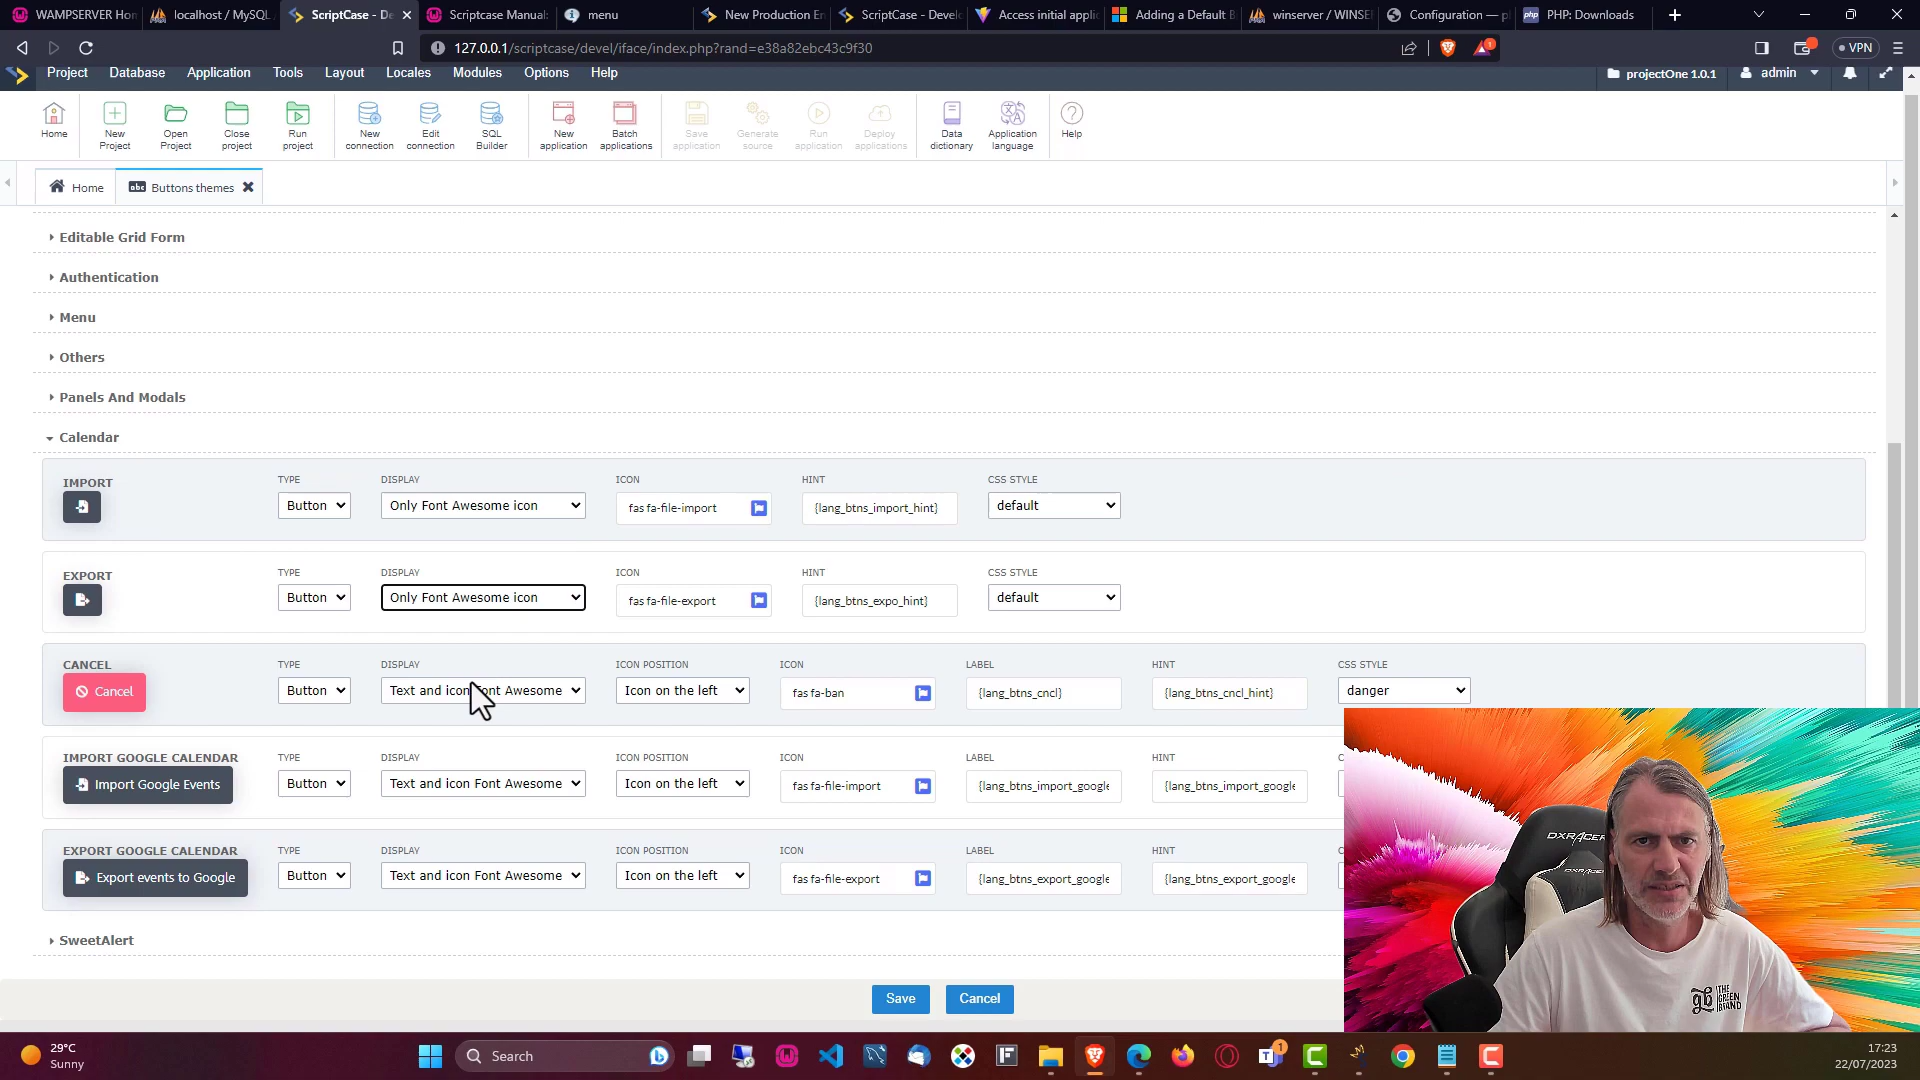 WAMPSERVER Hom
localhost / MySQL
ScriptCase - De
Scriptcase Manual:
menu
New Production En
ScriptCase - Devel
Access initial applic
Adding a Default B
winserver / WINSE
Configuration — p
PHP: Downloads
127.0.0.1/scriptcase/devel/iface/index.php?rand=e38a82ebc43c9f30
VPN
Project Database Application Tools Layout Locales Modules Options Help
projectOne 1.0.1 admin
Home
New Project
Open Project
Close project
Run project
New connection
Edit connection
SQL Builder
New application
Batch applications
Save application
Generate source
Run application
Deploy applications
Data dictionary
Application language
Help
Home
abc Buttons themes
Editable Grid Form
Authentication
Menu
Others
Panels And Modals
Calendar
IMPORT TYPE DISPLAY ICON HINT CSS STYLE
Button Only Font Awesome icon fas fa-file-import {lang_btns_import_hint} default
EXPORT TYPE DISPLAY ICON HINT CSS STYLE
Button Only Font Awesome icon fas fa-file-export {lang_btns_expo_hint} default
CANCEL TYPE DISPLAY ICON POSITION ICON LABEL HINT CSS STYLE
Cancel Button Text and icon Font Awesome Icon on the left fas fa-ban {lang_btns_cncl} {lang_btns_cncl_hint} danger
IMPORT GOOGLE CALENDAR TYPE DISPLAY ICON POSITION ICON LABEL HINT
Import Google Events Button Text and icon Font Awesome Icon on the left fas fa-file-import {lang_btns_import_google {lang_btns_import_google
EXPORT GOOGLE CALENDAR TYPE DISPLAY ICON POSITION ICON LABEL HINT
Export events to Google Button Text and icon Font Awesome Icon on the left fas fa-file-export {lang_btns_export_google {lang_btns_export_google
SweetAlert
Save Cancel
DXRACER
gb THE GREEN BRAND
29°C
Sunny
Search
17:23
22/07/2023